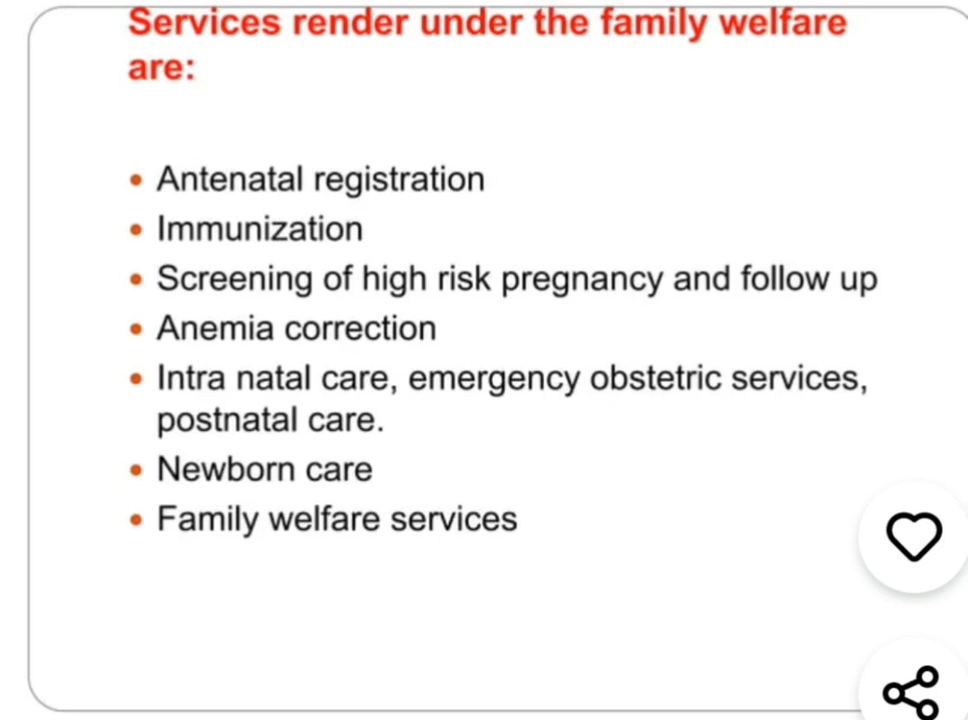 Services render under the family welfare
are:
• Antenatal registration
• Immunization
• Screening of high risk pregnancy and follow up
• Anemia correction
• Intra natal care, emergency obstetric services,
postnatal care.
• Newborn care
• Family welfare services